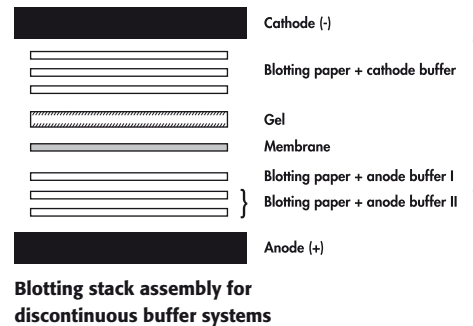 Cathode (-)
Blotting paper + cathode buffer
Gel
Membrane
Blotting paper + anode buffer I
Blotting paper + anode buffer II
Anode (+)
Blotting stack assembly for
discontinuous buffer systems